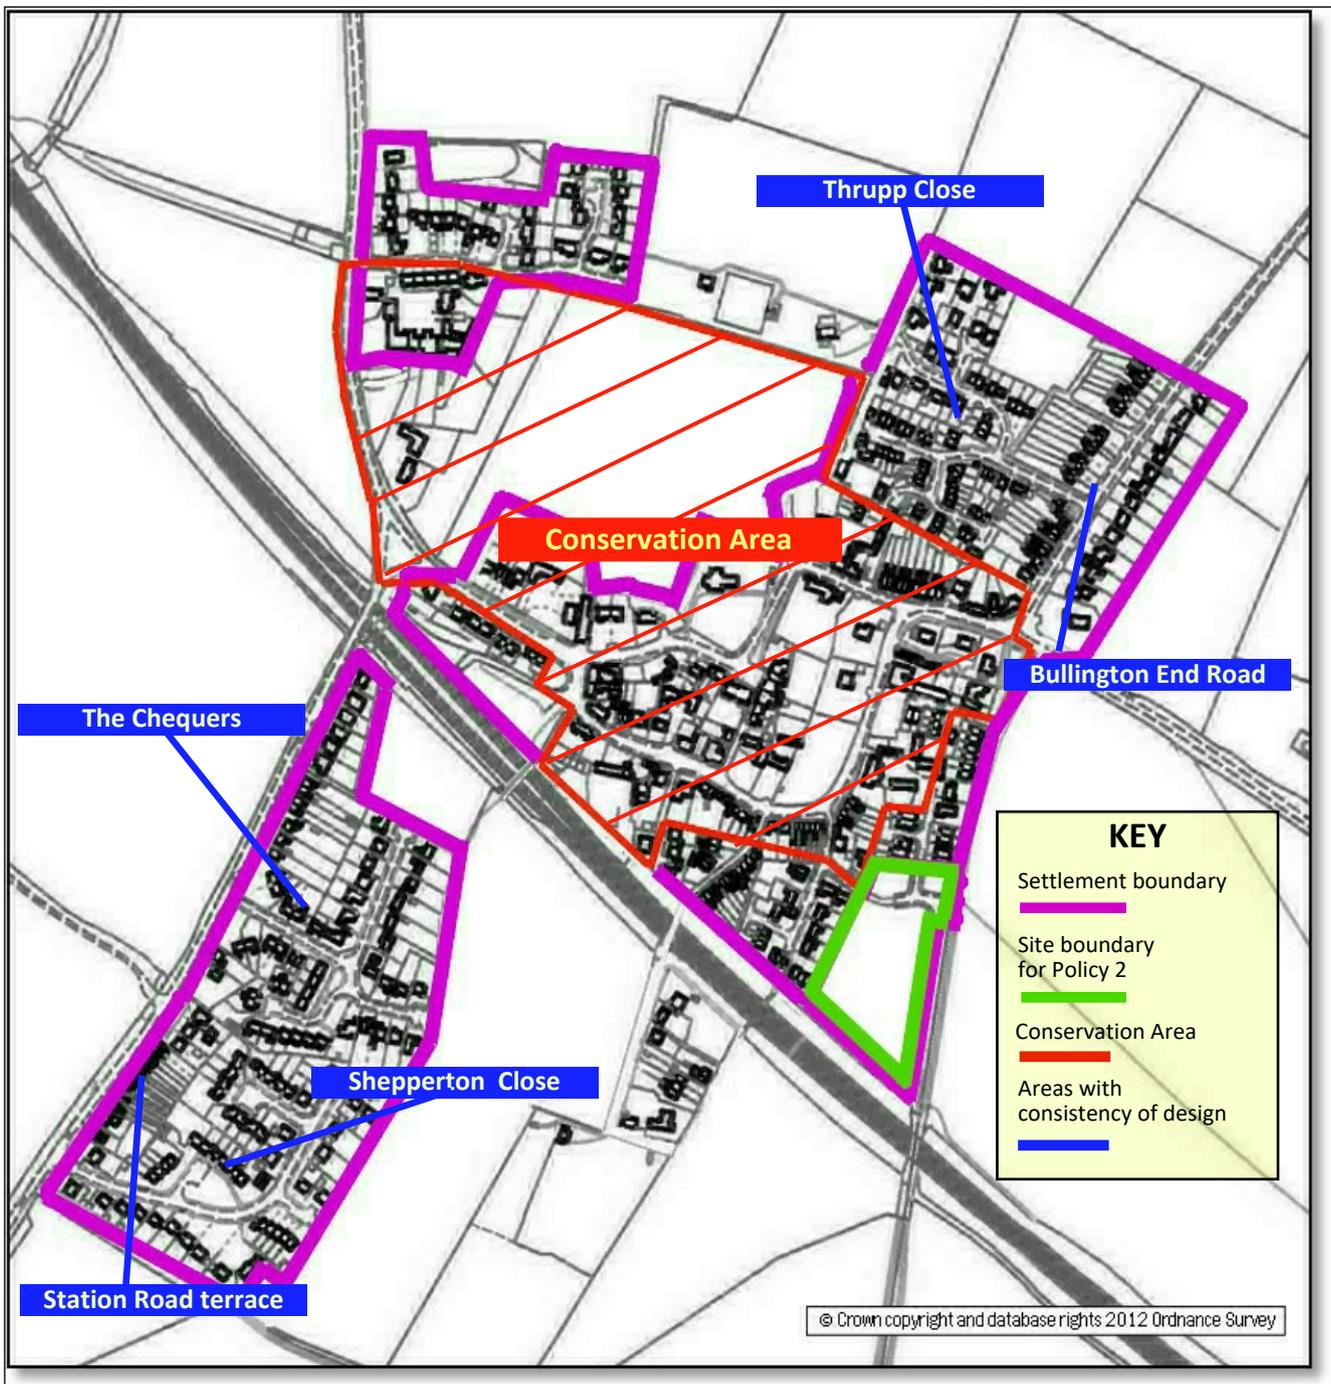 Thrupp Close
Conservation Area
Bullington End Road
The Chequers
KEY
Settlement boundary
Site boundary
for Policy 2
Conservation Area
Areas with
consistency of design
Shepperton Close
Station Road terrace
© Crown copyright and database rights 2012 Ordnance Survey